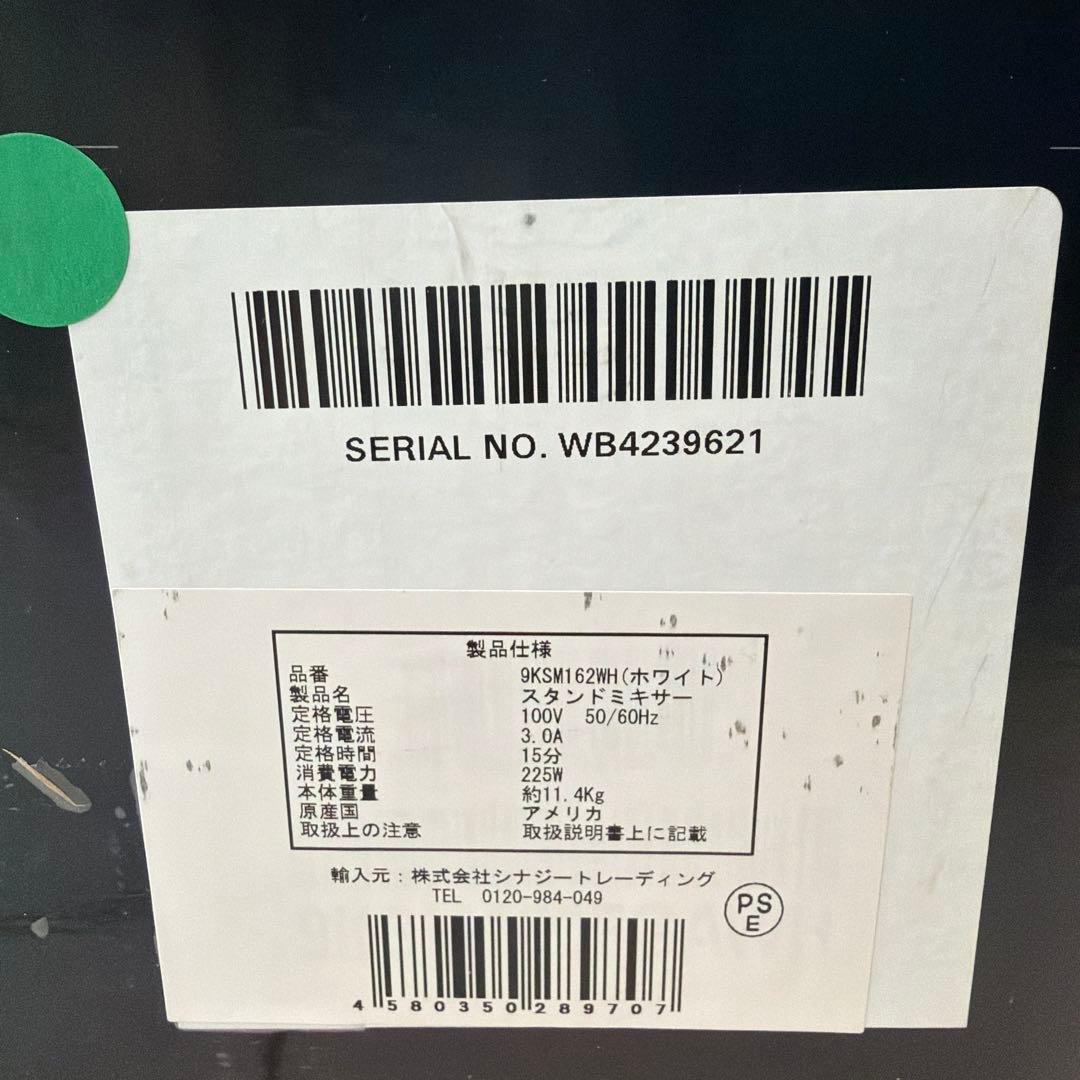 SERIAL NO. WB4239621
製品仕様
品番 9KSM162WH(ホワイト)
製品名 スタンドミキサー
定格電圧 100V 50/60Hz
定格電流 3.0A
定格時間 15分
消費電力 225W
本体重量 約11.4Kg
原産国 アメリカ
取扱上の注意 取扱説明書上に記載
輸入元：株式会社シナジートレーディング
TEL 0120-984-049
PSE
4580350289707